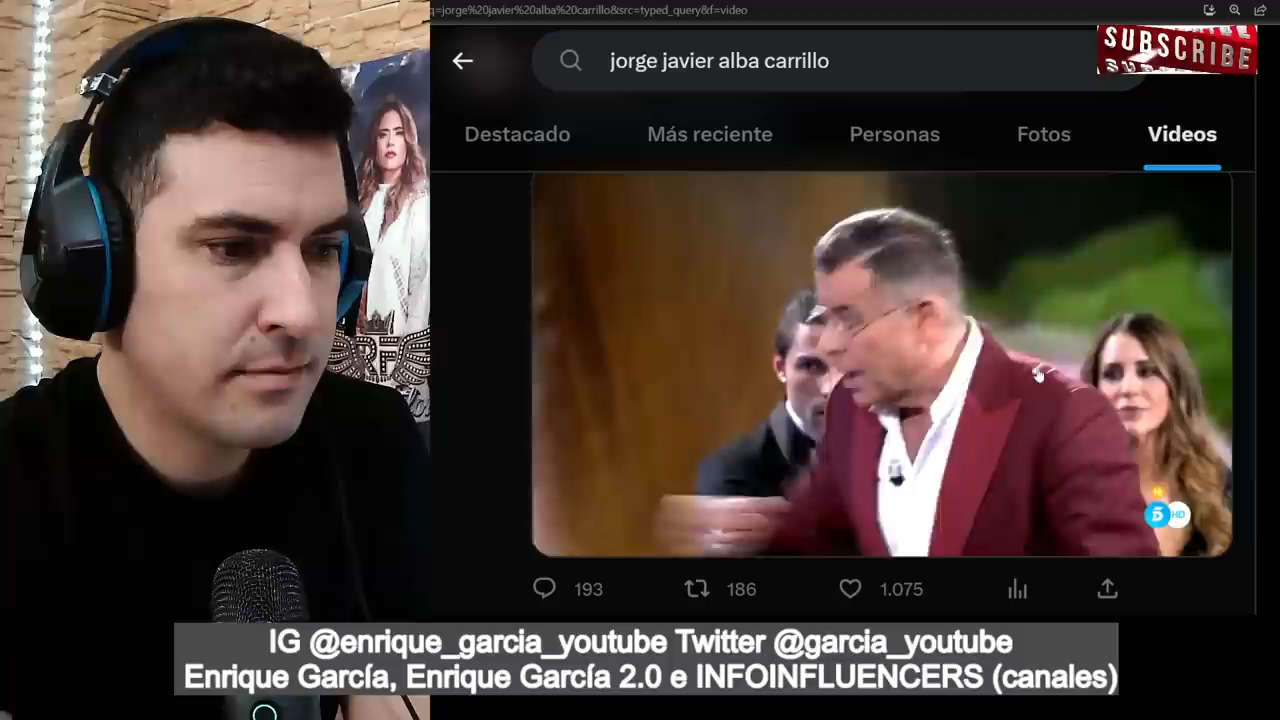 q=jorge%20javier%20alba%20carrillo&src=typed_query&f=video
SUBSCRIBE
jorge javier alba carrillo
Destacado
Más reciente
Personas
Fotos
Videos
RF
5 HD
193
186
1.075
IG @enrique_garcia_youtube Twitter @garcia_youtube
Enrique García, Enrique García 2.0 e INFOINFLUENCERS (canales)